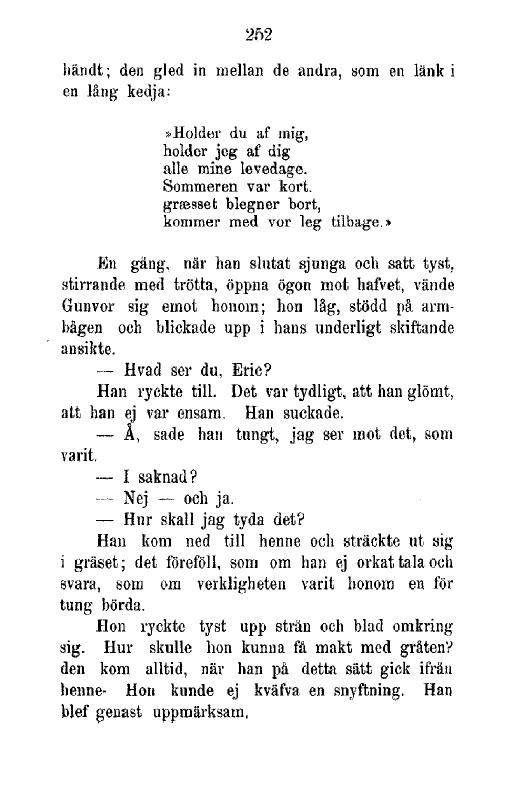 252
händt; den gled in mellan de andra, som en länk i
en lång kedja:
»Holder du af mig,
holder jeg af dig
alle mine levedage.
Sommeren var kort.
græsset blegner bort,
kommer med vor leg tilbage.»
En gång, när han slutat sjunga och satt tyst,
stirrande med trötta, öppna ögon mot hafvet, vände
Gunvor sig emot honom; hon låg, stödd på arm-
bågen och blickade upp i hans underligt skiftande
ansikte.
— Hvad ser du, Eric?
Han ryckte till. Det var tydligt, att han glömt,
att han ej var ensam. Han suckade.
— Å, sade han tungt, jag ser mot det, som
varit.
— I saknad?
— Nej — och ja.
— Hur skall jag tyda det?
Han kom ned till henne och sträckte ut sig
i gräset; det föreföll, som om han ej orkat tala och
svara, som om verkligheten varit honom en för
tung börda.
Hon ryckte tyst upp strån och blad omkring
sig. Hur skulle hon kunna få makt med gråten?
den kom alltid, när han på detta sätt gick ifrån
henne- Hon kunde ej kväfva en snyftning. Han
blef genast uppmärksam,